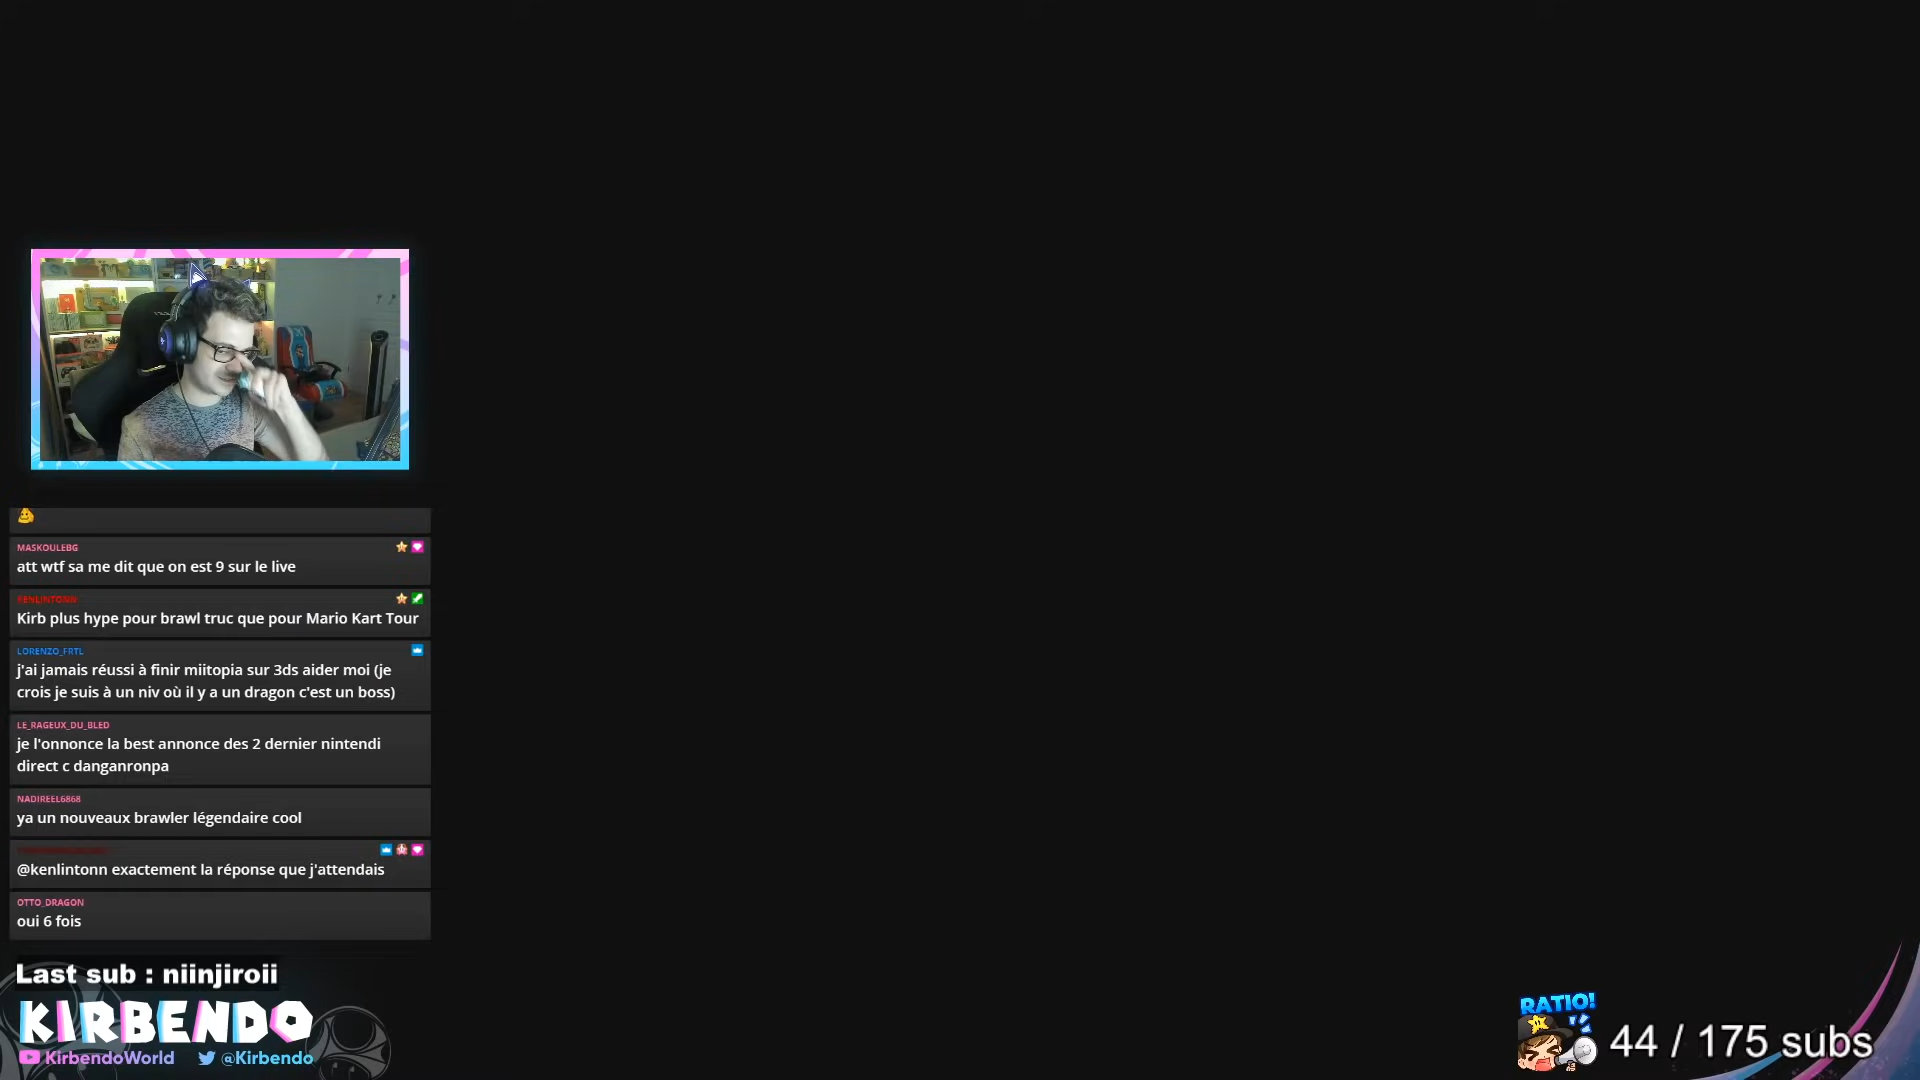 MASKOULEBG
att wtf sa me dit que on est 9 sur le live
KENLINTONN
Kirb plus hype pour brawl truc que pour Mario Kart Tour
LORENZO_FRTL
j'ai jamais réussi à finir miitopia sur 3ds aider moi (je
crois je suis à un niv où il y a un dragon c'est un boss)
LE_RAGEUX_DU_BLED
je l'onnonce la best annonce des 2 dernier nintendi
direct c danganronpa
NADIREEL6868
ya un nouveaux brawler légendaire cool
@kenlintonn exactement la réponse que j'attendais
OTTO_DRAGON
oui 6 fois
Last sub : niinjiroii
KIRBENDO
KirbendoWorld @Kirbendo
RATIO!
44 / 175 subs